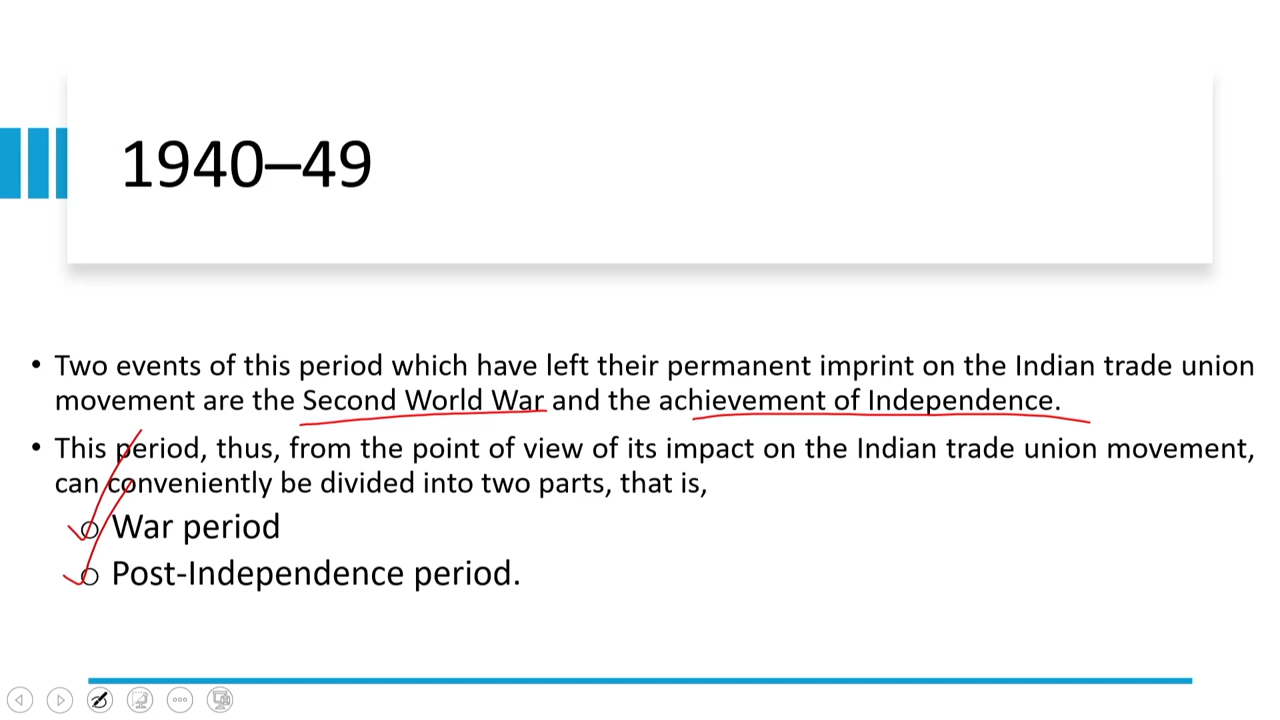 1940–49
• Two events of this period which have left their permanent imprint on the Indian trade union
movement are the Second World War and the achievement of Independence.
• This period, thus, from the point of view of its impact on the Indian trade union movement,
can conveniently be divided into two parts, that is,
o War period
o Post-Independence period.